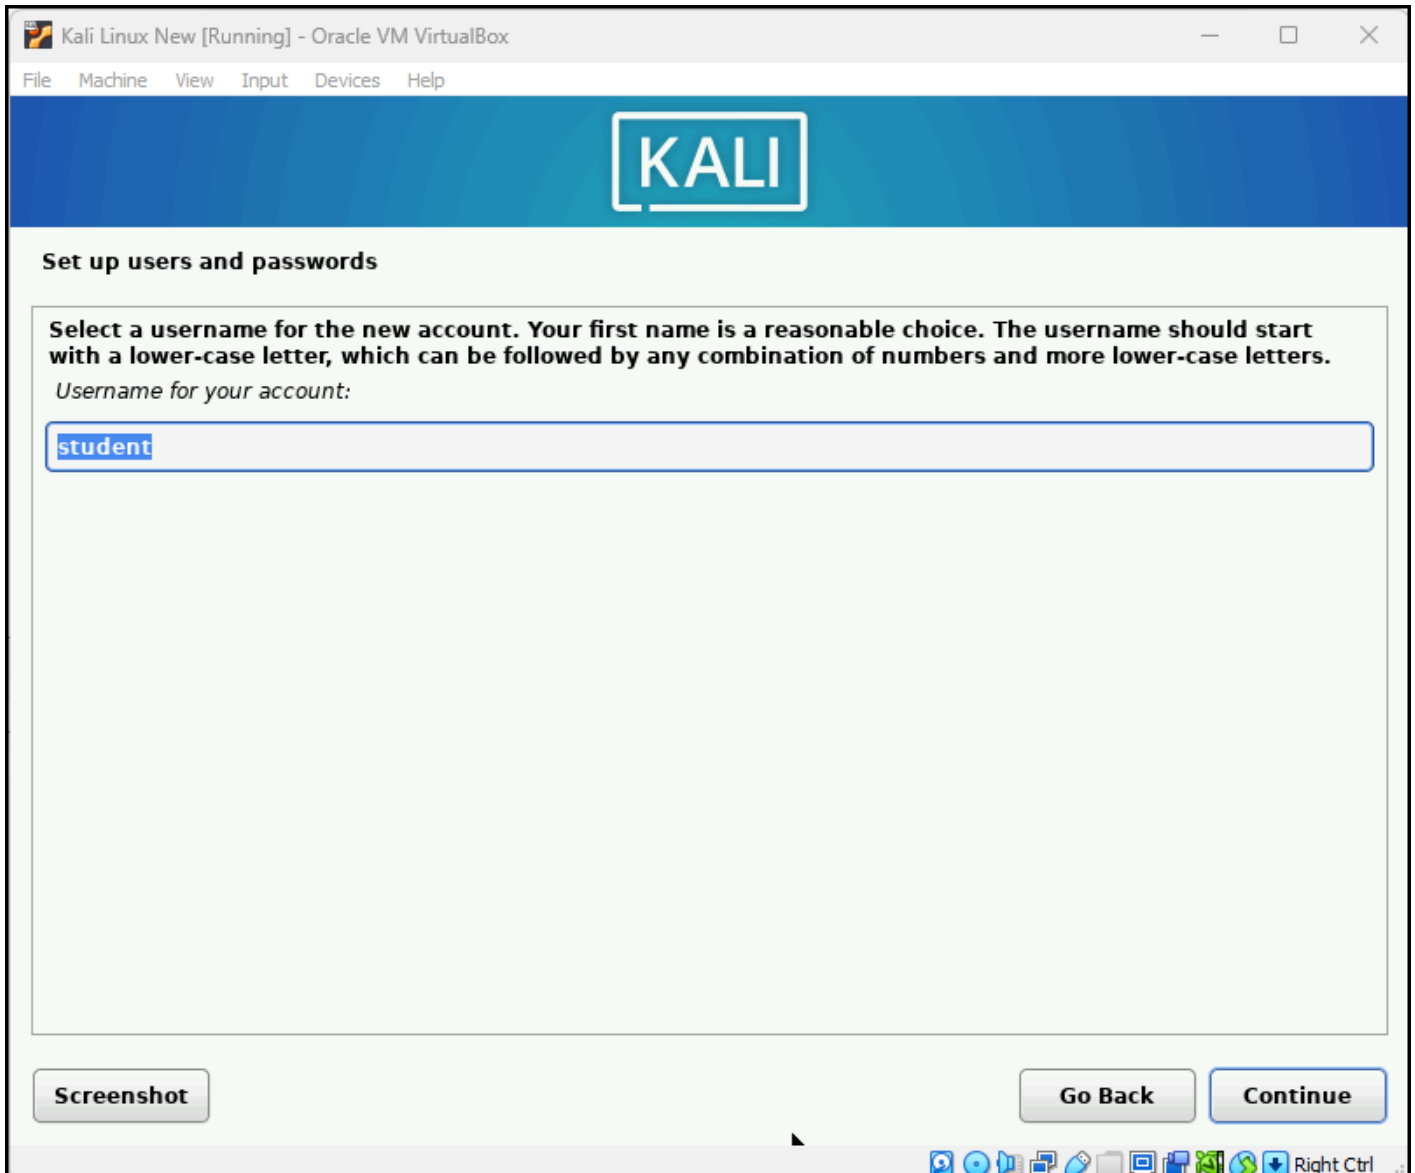 Kali Linux New [Running] - Oracle VM VirtualBox
File Machine View Input Devices Help
KALI
Set up users and passwords
Select a username for the new account. Your first name is a reasonable choice. The username should start
with a lower-case letter, which can be followed by any combination of numbers and more lower-case letters.
Username for your account:
student
Screenshot Go Back Continue
Right Ctrl